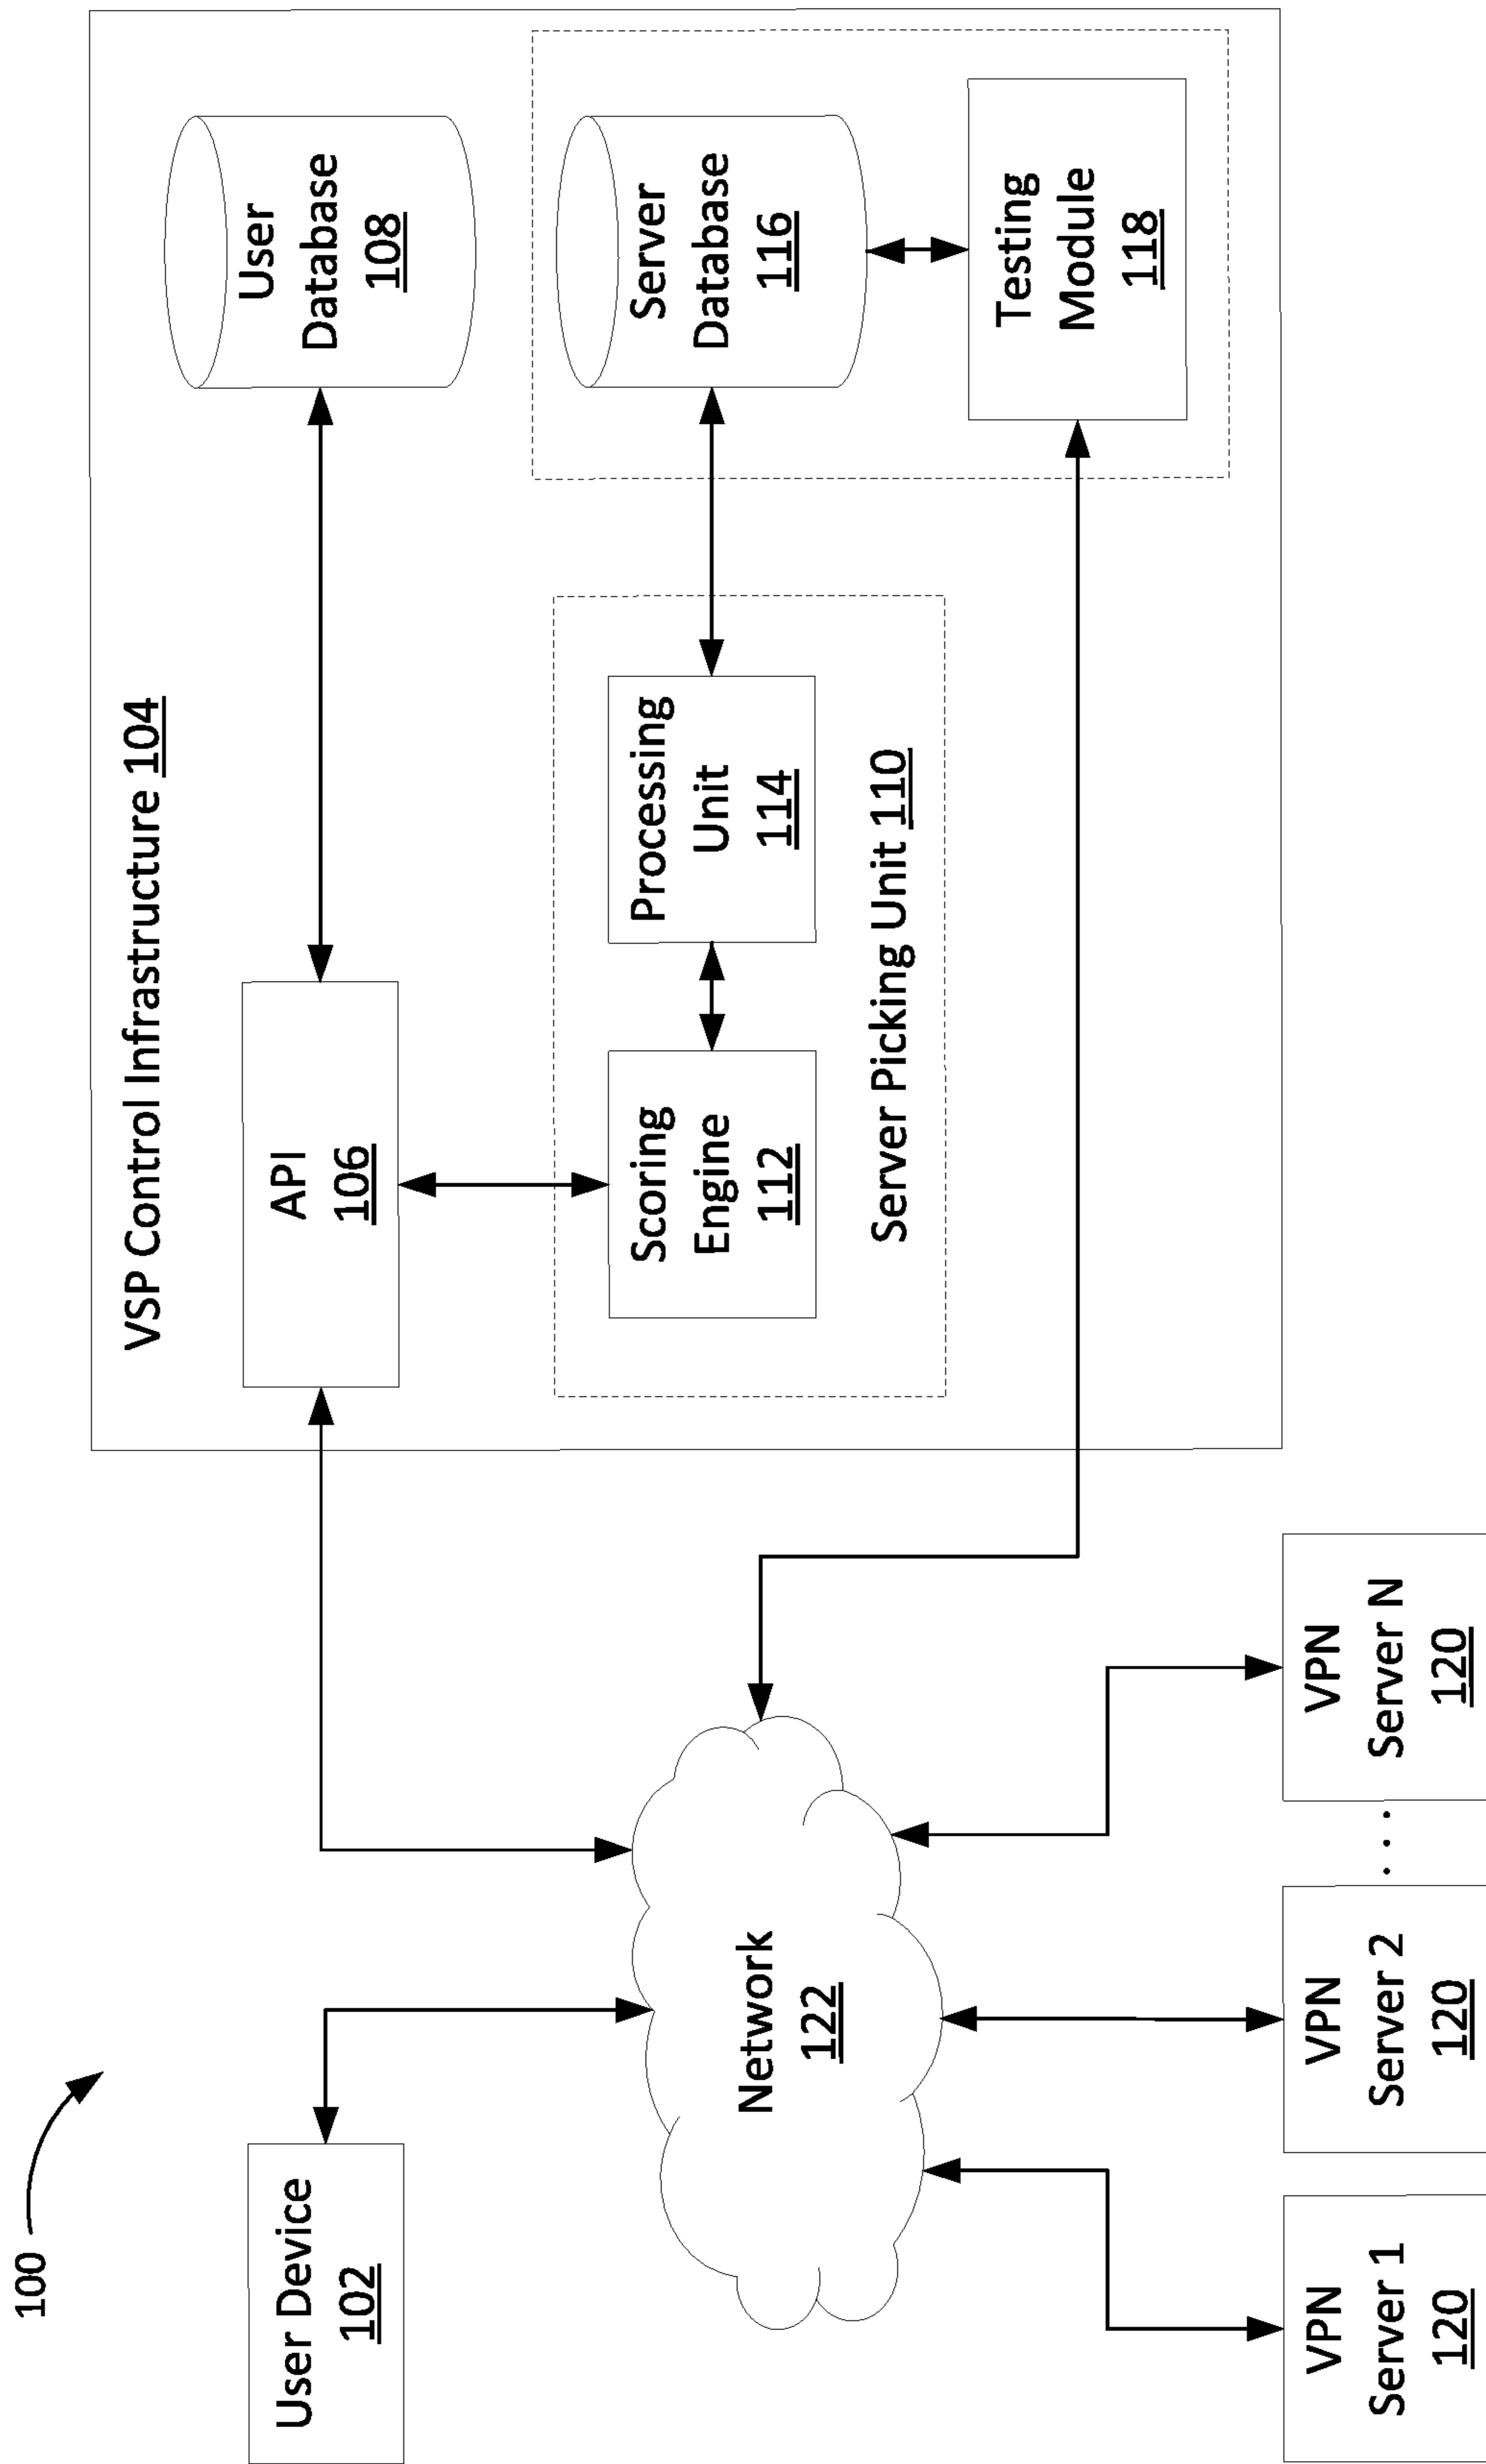 100
User Device
102
Network
122
VPN
Server 1
120
VPN
Server 2
120
. . .
VPN
Server N
120
VSP Control Infrastructure 104
API
106
User
Database
108
Scoring
Engine
112
Processing
Unit
114
Server Picking Unit 110
Server
Database
116
Testing
Module
118